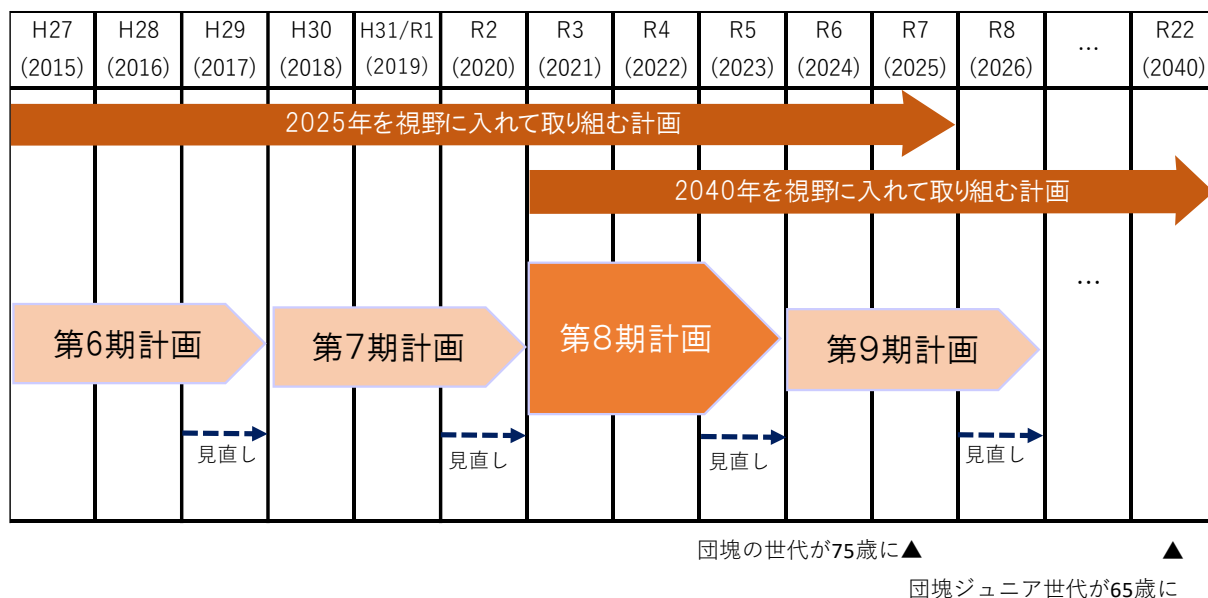 H27 H28 H29 H30 H31/R1 R2 R3 R4 R5 R6 R7 R8 … R22
(2015) (2016) (2017) (2018) (2019) (2020) (2021) (2022) (2023) (2024) (2025) (2026) (2040)
2025年を視野に入れて取り組む計画
2040年を視野に入れて取り組む計画
…
第6期計画 第7期計画 第8期計画 第9期計画
見直し 見直し 見直し 見直し
団塊の世代が75歳に▲ ▲
団塊ジュニア世代が65歳に